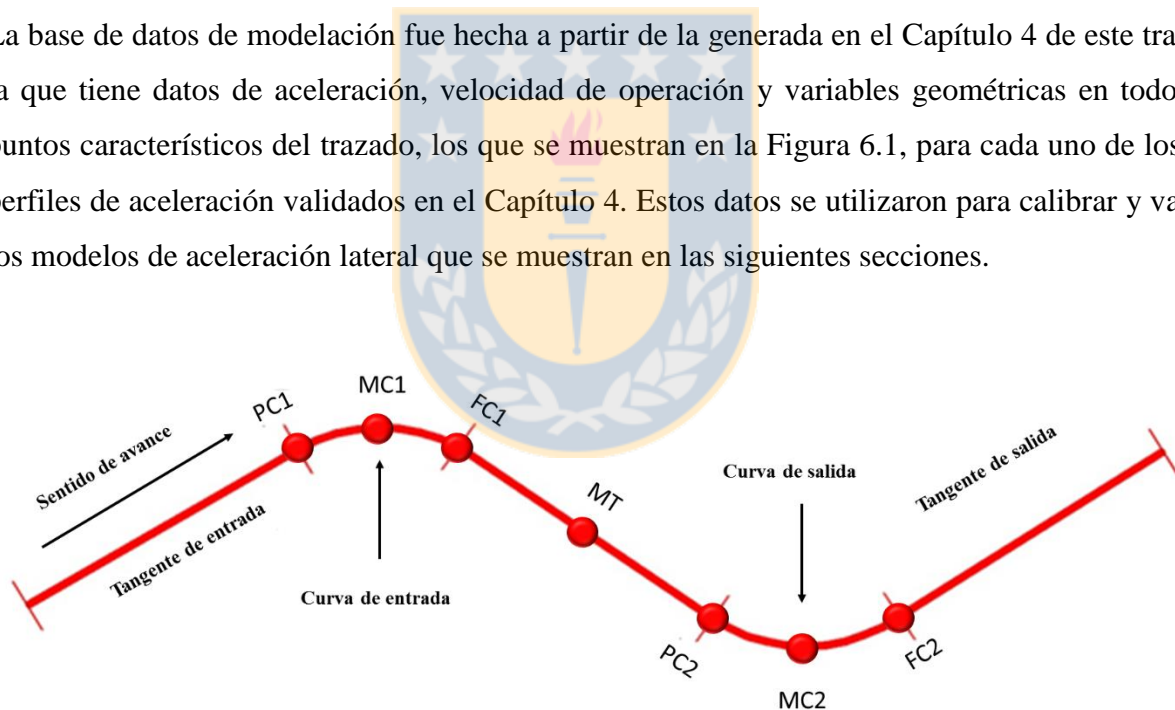 La base de datos de modelación fue hecha a partir de la generada en el Capítulo 4 de este
que tiene datos de aceleración, velocidad de operación y variables geométricas en
puntos característicos del trazado, los que se muestran en la Figura 6.1, para cada uno de los
perfiles de aceleración validados en el Capítulo 4. Estos datos se utilizaron para calibrar y
los modelos de aceleración lateral que se muestran en las siguientes secciones.
PC1
MC1
FC1
Sentido de avance
Tangente de entrada
Curva de entrada
MT
Curva de salida
Tangente de salida
PC2
MC2
FC2